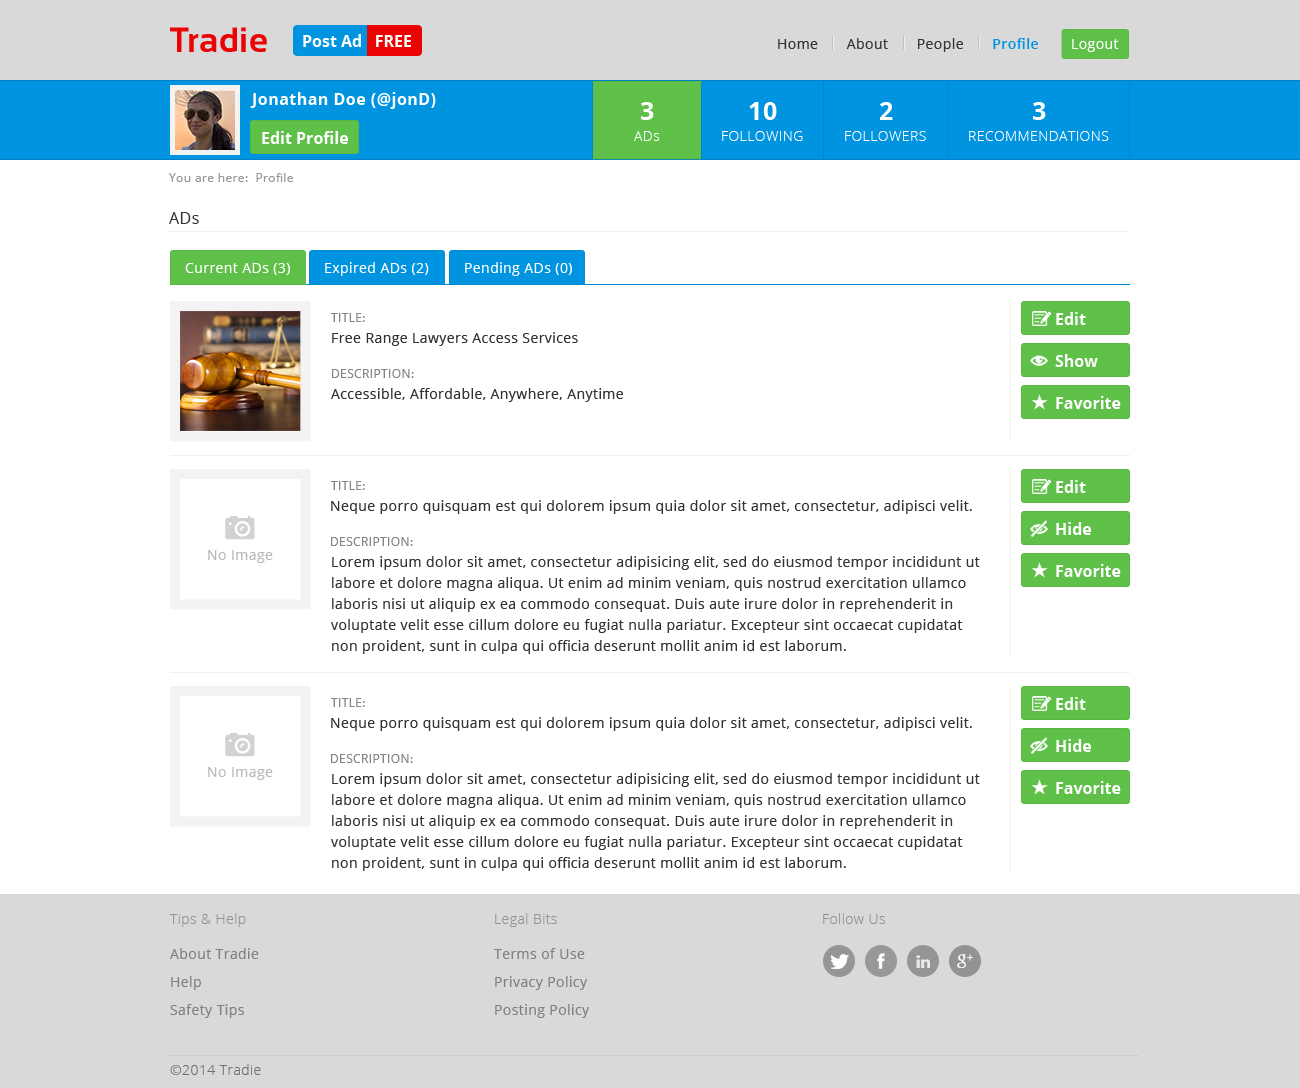 Tradie
Post Ad FREE
Home About People Profile Logout
Jonathan Doe (@jonD)
Edit Profile
3
ADs
10
FOLLOWING
2
FOLLOWERS
3
RECOMMENDATIONS
You are here: Profile
ADs
Current ADs (3) Expired ADs (2) Pending ADs (0)
TITLE:
Free Range Lawyers Access Services
DESCRIPTION:
Accessible, Affordable, Anywhere, Anytime
Edit
Show
Favorite
No Image
TITLE:
Neque porro quisquam est qui dolorem ipsum quia dolor sit amet, consectetur, adipisci velit.
DESCRIPTION:
Lorem ipsum dolor sit amet, consectetur adipisicing elit, sed do eiusmod tempor incididunt ut
labore et dolore magna aliqua. Ut enim ad minim veniam, quis nostrud exercitation ullamco
laboris nisi ut aliquip ex ea commodo consequat. Duis aute irure dolor in reprehenderit in
voluptate velit esse cillum dolore eu fugiat nulla pariatur. Excepteur sint occaecat cupidatat
non proident, sunt in culpa qui officia deserunt mollit anim id est laborum.
Edit
Hide
Favorite
No Image
TITLE:
Neque porro quisquam est qui dolorem ipsum quia dolor sit amet, consectetur, adipisci velit.
DESCRIPTION:
Lorem ipsum dolor sit amet, consectetur adipisicing elit, sed do eiusmod tempor incididunt ut
labore et dolore magna aliqua. Ut enim ad minim veniam, quis nostrud exercitation ullamco
laboris nisi ut aliquip ex ea commodo consequat. Duis aute irure dolor in reprehenderit in
voluptate velit esse cillum dolore eu fugiat nulla pariatur. Excepteur sint occaecat cupidatat
non proident, sunt in culpa qui officia deserunt mollit anim id est laborum.
Edit
Hide
Favorite
Tips & Help
About Tradie
Help
Safety Tips
Legal Bits
Terms of Use
Privacy Policy
Posting Policy
Follow Us
f in g+
©2014 Tradie